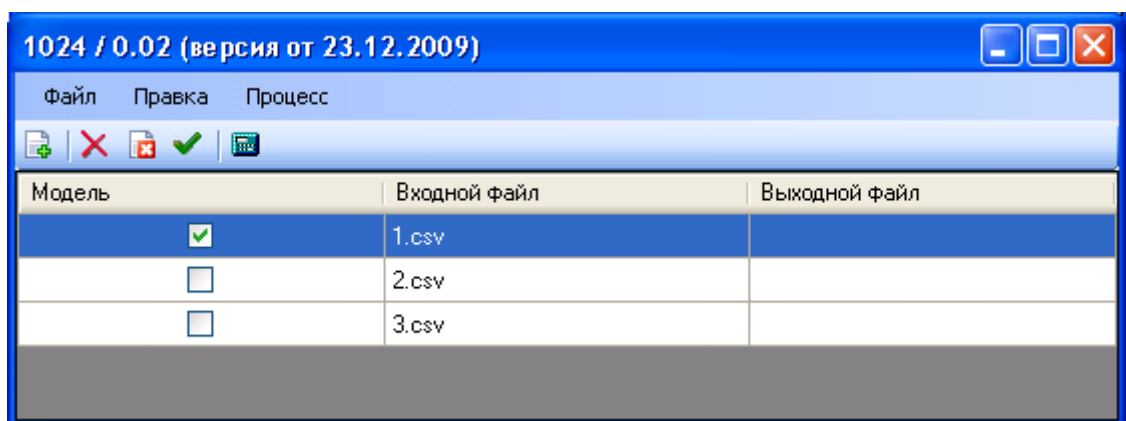 1024 / 0.02 (версия от 23.12.2009)
Файл Правка Процесс
Модель Входной файл Выходной файл
1.csv
2.csv
3.csv